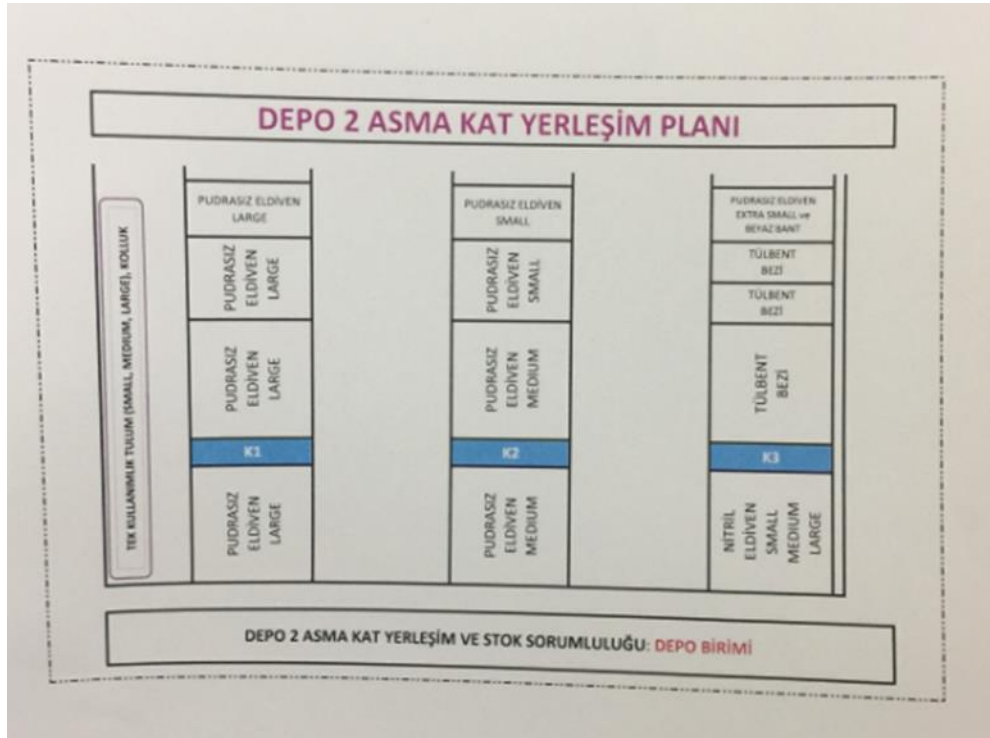 DEPO 2 ASMA KAT YERLEŞİM PLANI
TEK KULLANIMLIK TULUM (SMALL, MEDIUM, LARGE), KOLLUK
PUDRASIZ ELDİVEN
LARGE
PUDRASIZ
ELDİVEN
LARGE
PUDRASIZ
ELDİVEN
LARGE
K1
PUDRASIZ
ELDİVEN
LARGE
PUDRASIZ ELDİVEN
SMALL
PUDRASIZ
ELDİVEN
SMALL
PUDRASIZ
ELDİVEN
MEDIUM
K2
PUDRASIZ
ELDİVEN
MEDIUM
PUDRASIZ ELDİVEN
EXTRA SMALL ve
BEYAZ BANT
TÜLBENT
BEZİ
TÜLBENT
BEZİ
TÜLBENT
BEZİ
K3
NİTRİL
ELDİVEN
SMALL
MEDIUM
LARGE
DEPO 2 ASMA KAT YERLEŞİM VE STOK SORUMLULUĞU: DEPO BİRİMİ